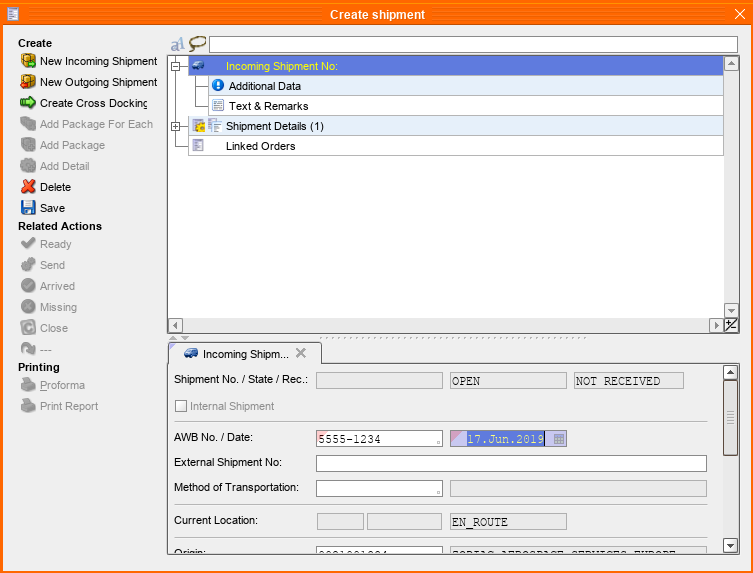 Create shipment
Create
New Incoming Shipment
New Outgoing Shipment
Create Cross Docking
Add Package For Each
Add Package
Add Detail
Delete
Save
Related Actions
Ready
Send
Arrived
Missing
Close
---
Printing
Proforma
Print Report
Incoming Shipment No:
Additional Data
Text & Remarks
Shipment Details (1)
Linked Orders
Incoming Shipm...
Shipment No. / State / Rec.: OPEN NOT RECEIVED
Internal Shipment
AWB No. / Date: 5555-1234 17.Jun.2019
External Shipment No:
Method of Transportation:
Current Location: EN_ROUTE
Origin: